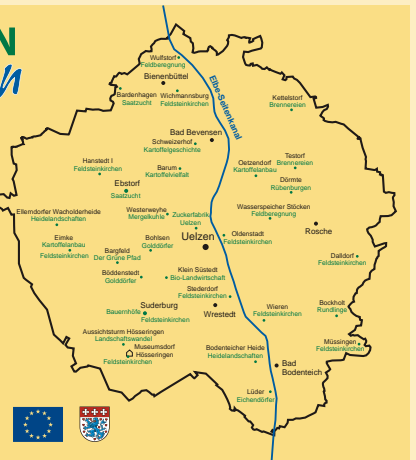 N
n
Wulfstorf
Feldberegnung
Bienenbüttel
Bardenhagen
Saatzucht
Wichmannsburg
Feldsteinkirchen
Elbe-Seitenkanal
Kettelstorf
Brennereien
Bad Bevensen
Schweizerhof
Kartoffelgeschichte
Hanstedt I
Feldsteinkirchen
Barum
Kartoffelvielfalt
Oetzendorf
Kartoffelanbau
Testorf
Brennereien
Dörmte
Rübenburgen
Ebstorf
Saatzucht
Ellerndorfer Wacholderheide
Heidelandschaften
Westerweyhe
Mergelkuhle
Zuckerfabrik
Uelzen
Wasserspeicher Stöcken
Feldberegnung
Rosche
Eimke
Kartoffelanbau
Feldsteinkirchen
Bohlsen
Golddörfer
Uelzen
Oldenstadt
Feldsteinkirchen
Bargfeld
Der Grüne Pfad
Dalldorf
Feldsteinkirchen
Böddenstedt
Golddörfer
Klein Süstedt
Bio-Landwirtschaft
Stederdorf
Feldsteinkirchen
Suderburg
Bauernhöfe
Feldsteinkirchen
Wrestedt
Wieren
Feldsteinkirchen
Bockholt
Rundlinge
Aussichtsturm Hösseringen
Landschaftswandel
Museumsdorf
Hösseringen
Feldsteinkirchen
Bodenteicher Heide
Heidelandschaften
Müssingen
Feldsteinkirchen
Bad
Bodenteich
Lüder
Eichendörfer